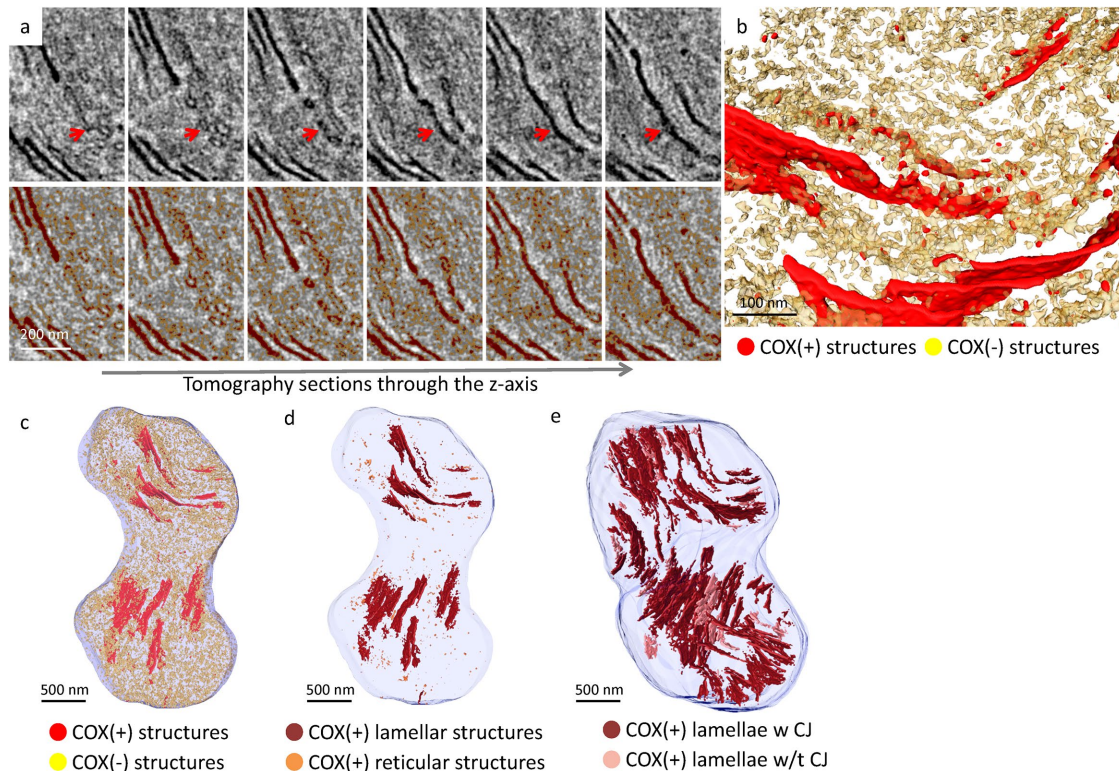 a
b
200 nm
100 nm
COX(+) structures COX(-) structures
Tomography sections through the z-axis
c
d
e
500 nm
500 nm
500 nm
COX(+) structures
COX(-) structures
COX(+) lamellar structures
COX(+) reticular structures
COX(+) lamellae w CJ
COX(+) lamellae w/t CJ